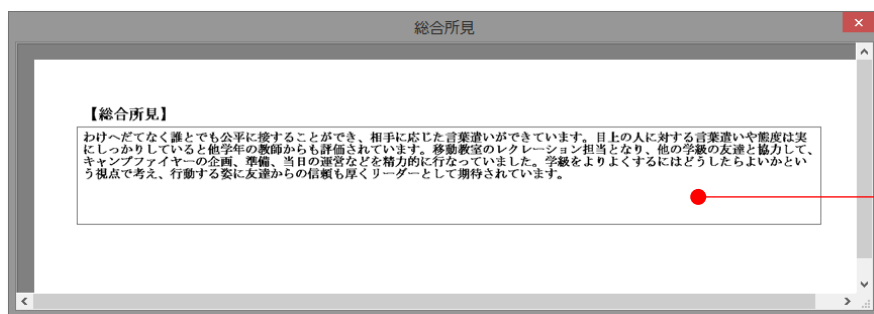 総合所見
【総合所見】
わけへだてなく誰とでも公平に接することができ、相手に応じた言葉遣いができています。目上の人に対する言葉遣いや態度は実
にしっかりしていると他学年の教師からも評価されています。移動教室のレクレーション担当となり、他の学級の友達と協力して、
キャンプファイヤーの企画、準備、当日の運営などを精力的に行なっていました。学級をよりよくするにはどうしたらよいかとい
う視点で考え、行動する姿に友達からの信頼も厚くリーダーとして期待されています。